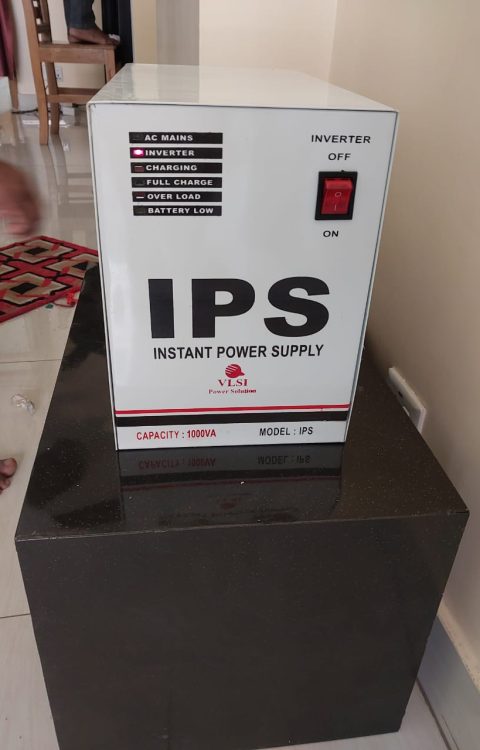 AC MAINS
INVERTER
CHARGING
FULL CHARGE
OVER LOAD
BATTERY LOW
INVERTER
OFF
ON
IPS
INSTANT POWER SUPPLY
VLSI
Power Solution
CAPACITY : 1000VA MODEL : IPS